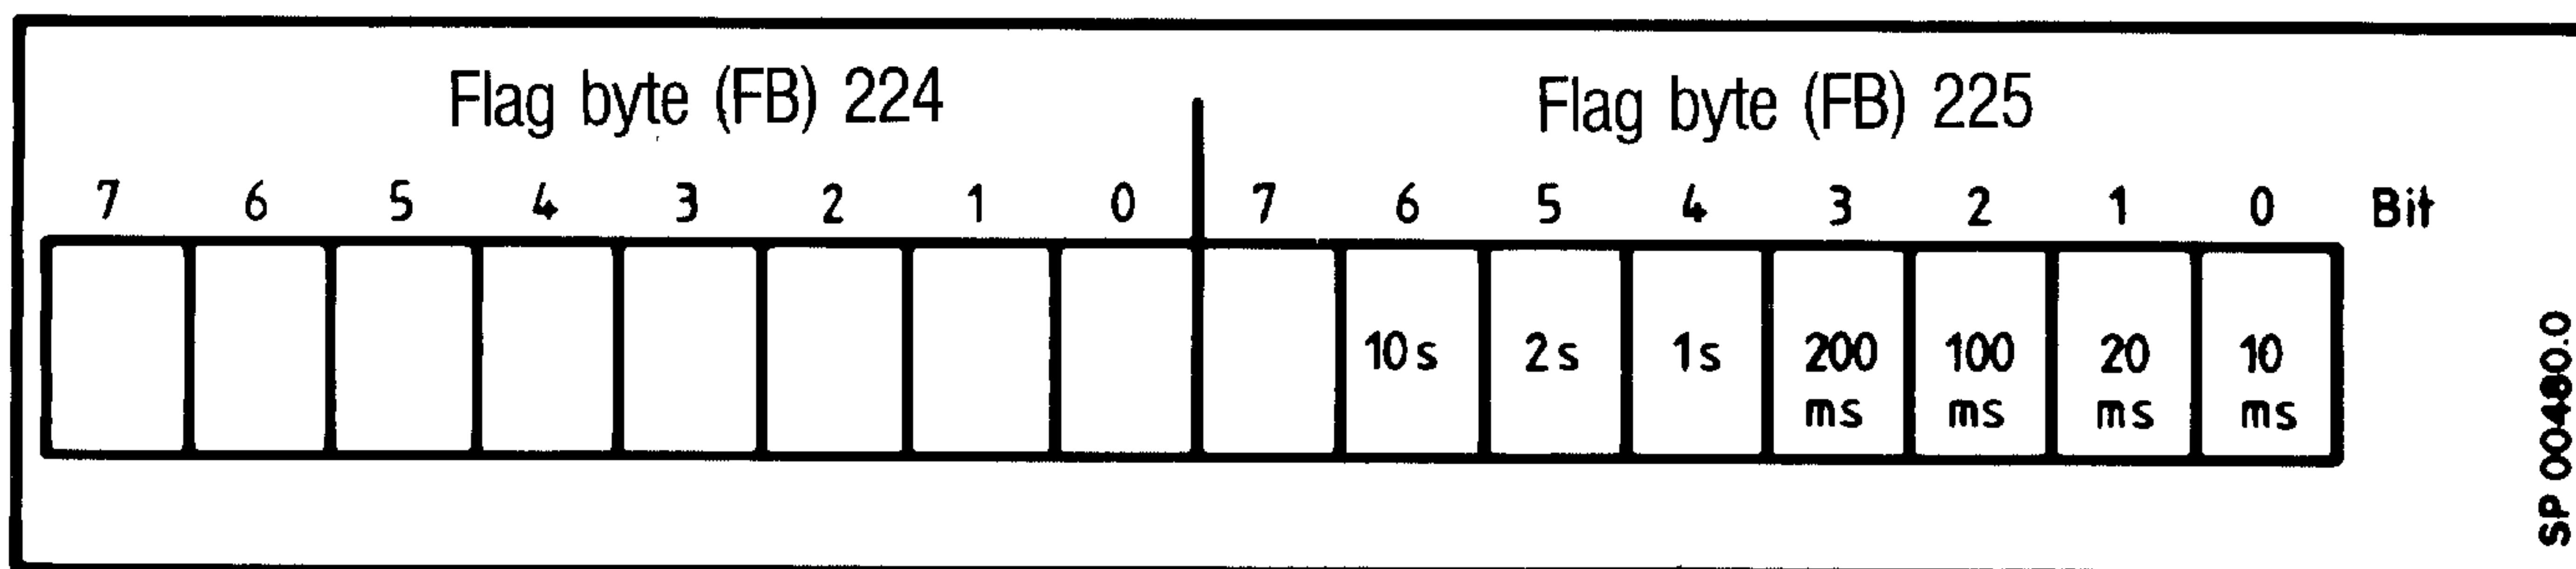 Flag byte (FB) 224 Flag byte (FB) 225
7 6 5 4 3 2 1 0 7 6 5 4 3 2 1 0 Bit
10s 2s 1s 200 ms 100 ms 20 ms 10 ms
SP 00480.0